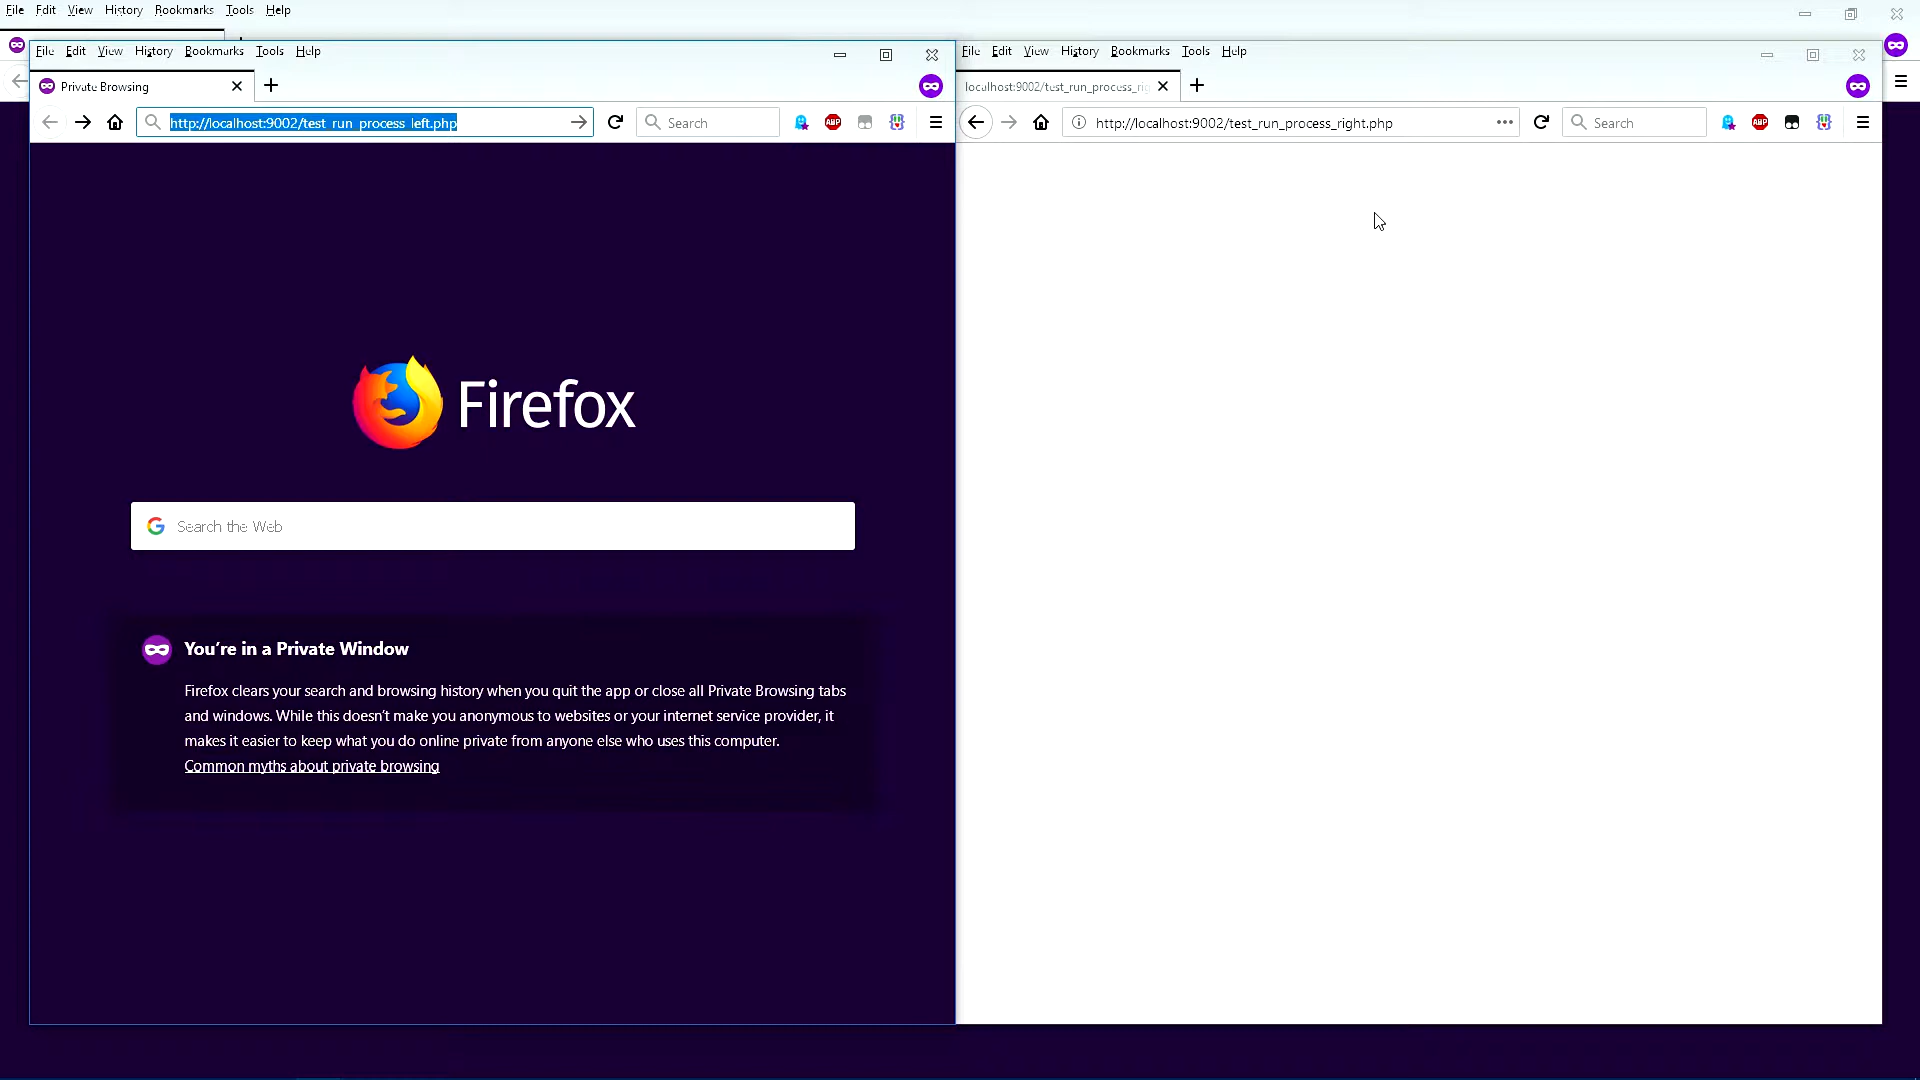 File Edit View History Bookmarks Tools Help
File Edit View History Bookmarks Tools Help
Private Browsing
http://localhost:9002/test_run_process_left.php
Search
Firefox
Search the Web
You're in a Private Window
Firefox clears your search and browsing history when you quit the app or close all Private Browsing tabs
and windows. While this doesn't make you anonymous to websites or your internet service provider, it
makes it easier to keep what you do online private from anyone else who uses this computer.
Common myths about private browsing
File Edit View History Bookmarks Tools Help
localhost:9002/test_run_process_rig
http://localhost:9002/test_run_process_right.php
Search